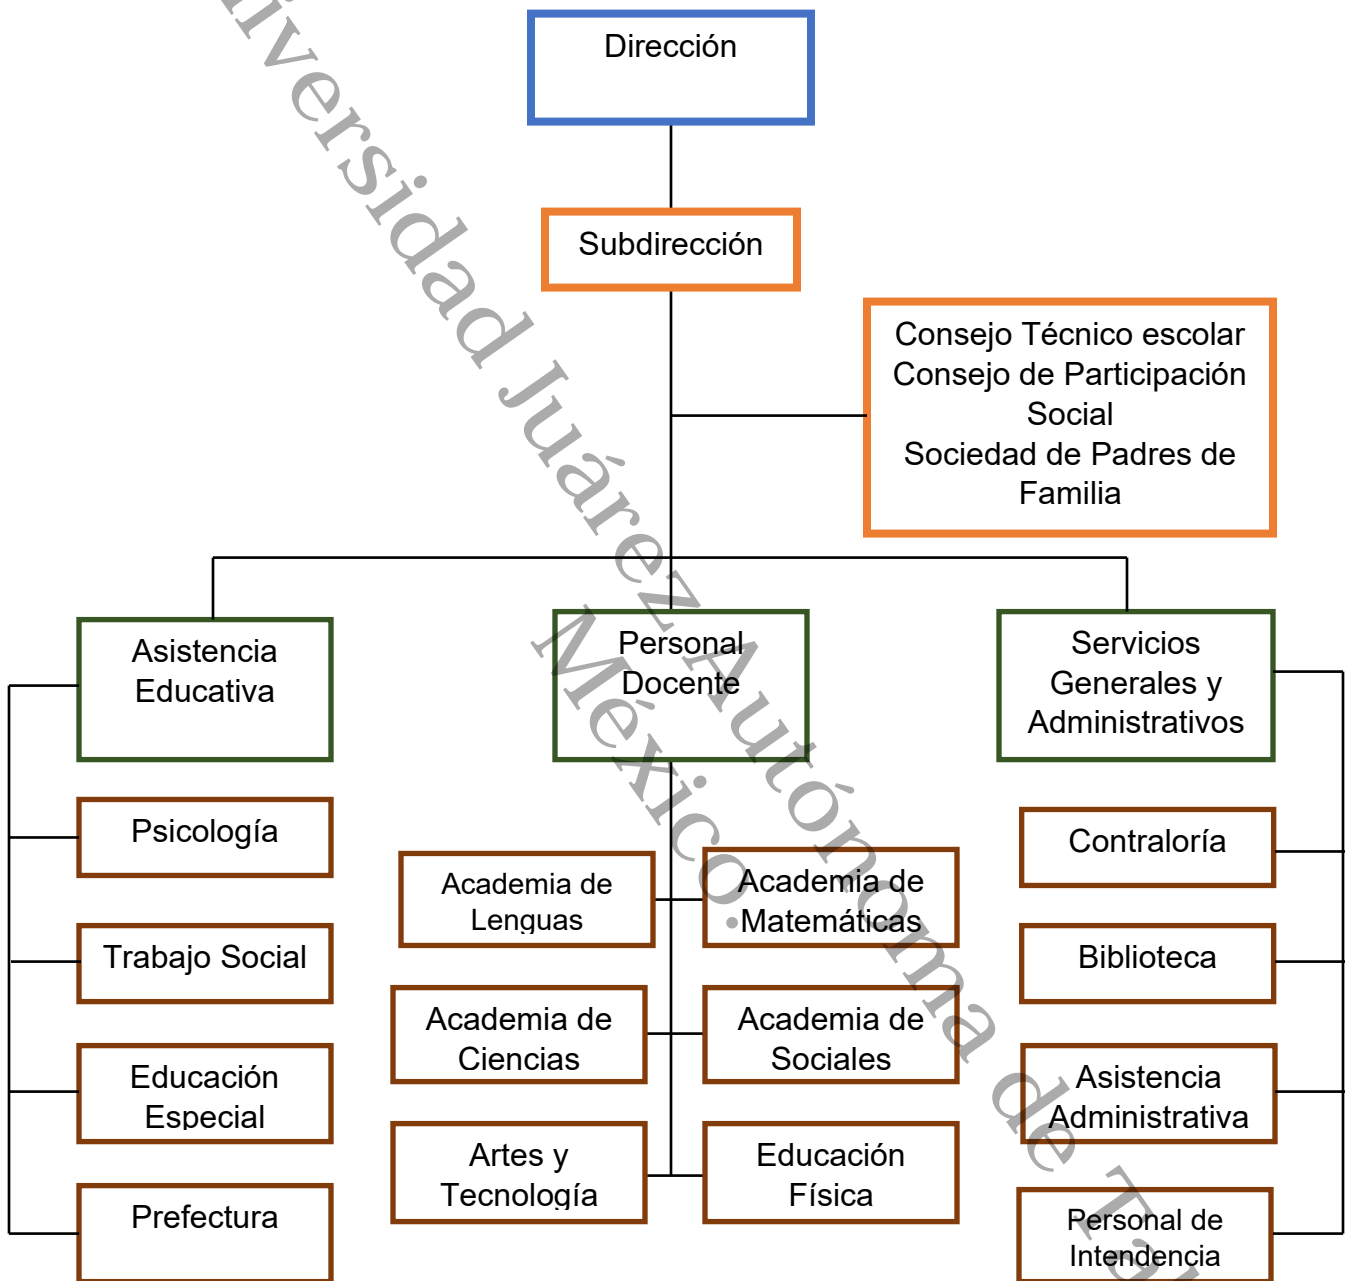 Dirección
Subdirección
Consejo Técnico escolar
Consejo de Participación
Social
Sociedad de Padres de
Familia
Asistencia
Educativa
Personal
Docente
Servicios
Generales y
Administrativos
Psicología
Trabajo Social
Educación
Especial
Prefectura
Academia de
Lenguas
Academia de
Matemáticas
Academia de
Ciencias
Academia de
Sociales
Artes y
Tecnología
Educación
Física
Contraloría
Biblioteca
Asistencia
Administrativa
Personal de
Intendencia
Juárez Autónoma de
México.